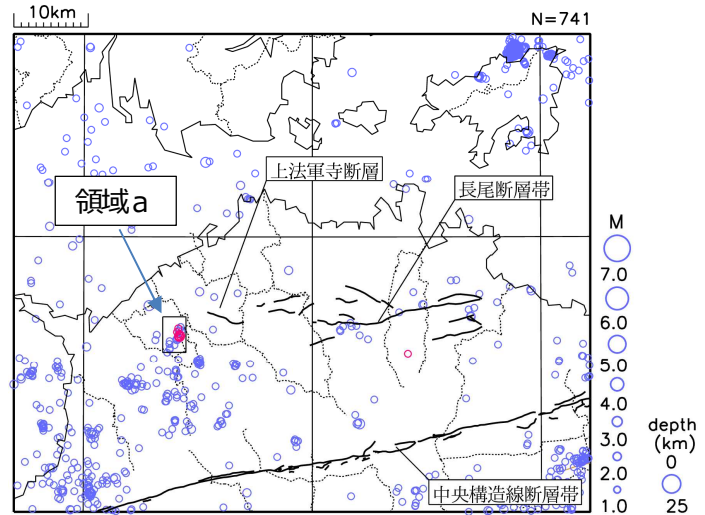 10km
N=741
上法軍寺断層
長尾断層帯
領域a
中央構造線断層帯
M
7.0
6.0
5.0
4.0
3.0
2.0
1.0
depth
(km)
0
25